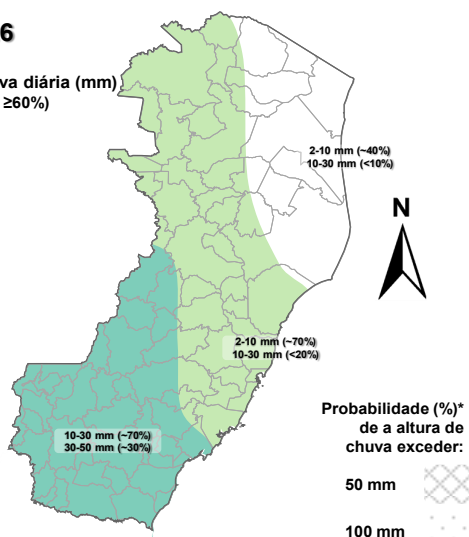 6
va diária (mm)
≥60%)
2-10 mm (~40%)
10-30 mm (<10%)
N
2-10 mm (~70%)
10-30 mm (<20%)
Probabilidade (%)*
de a altura de
chuva exceder:
10-30 mm (~70%)
30-50 mm (~30%)
50 mm
100 mm